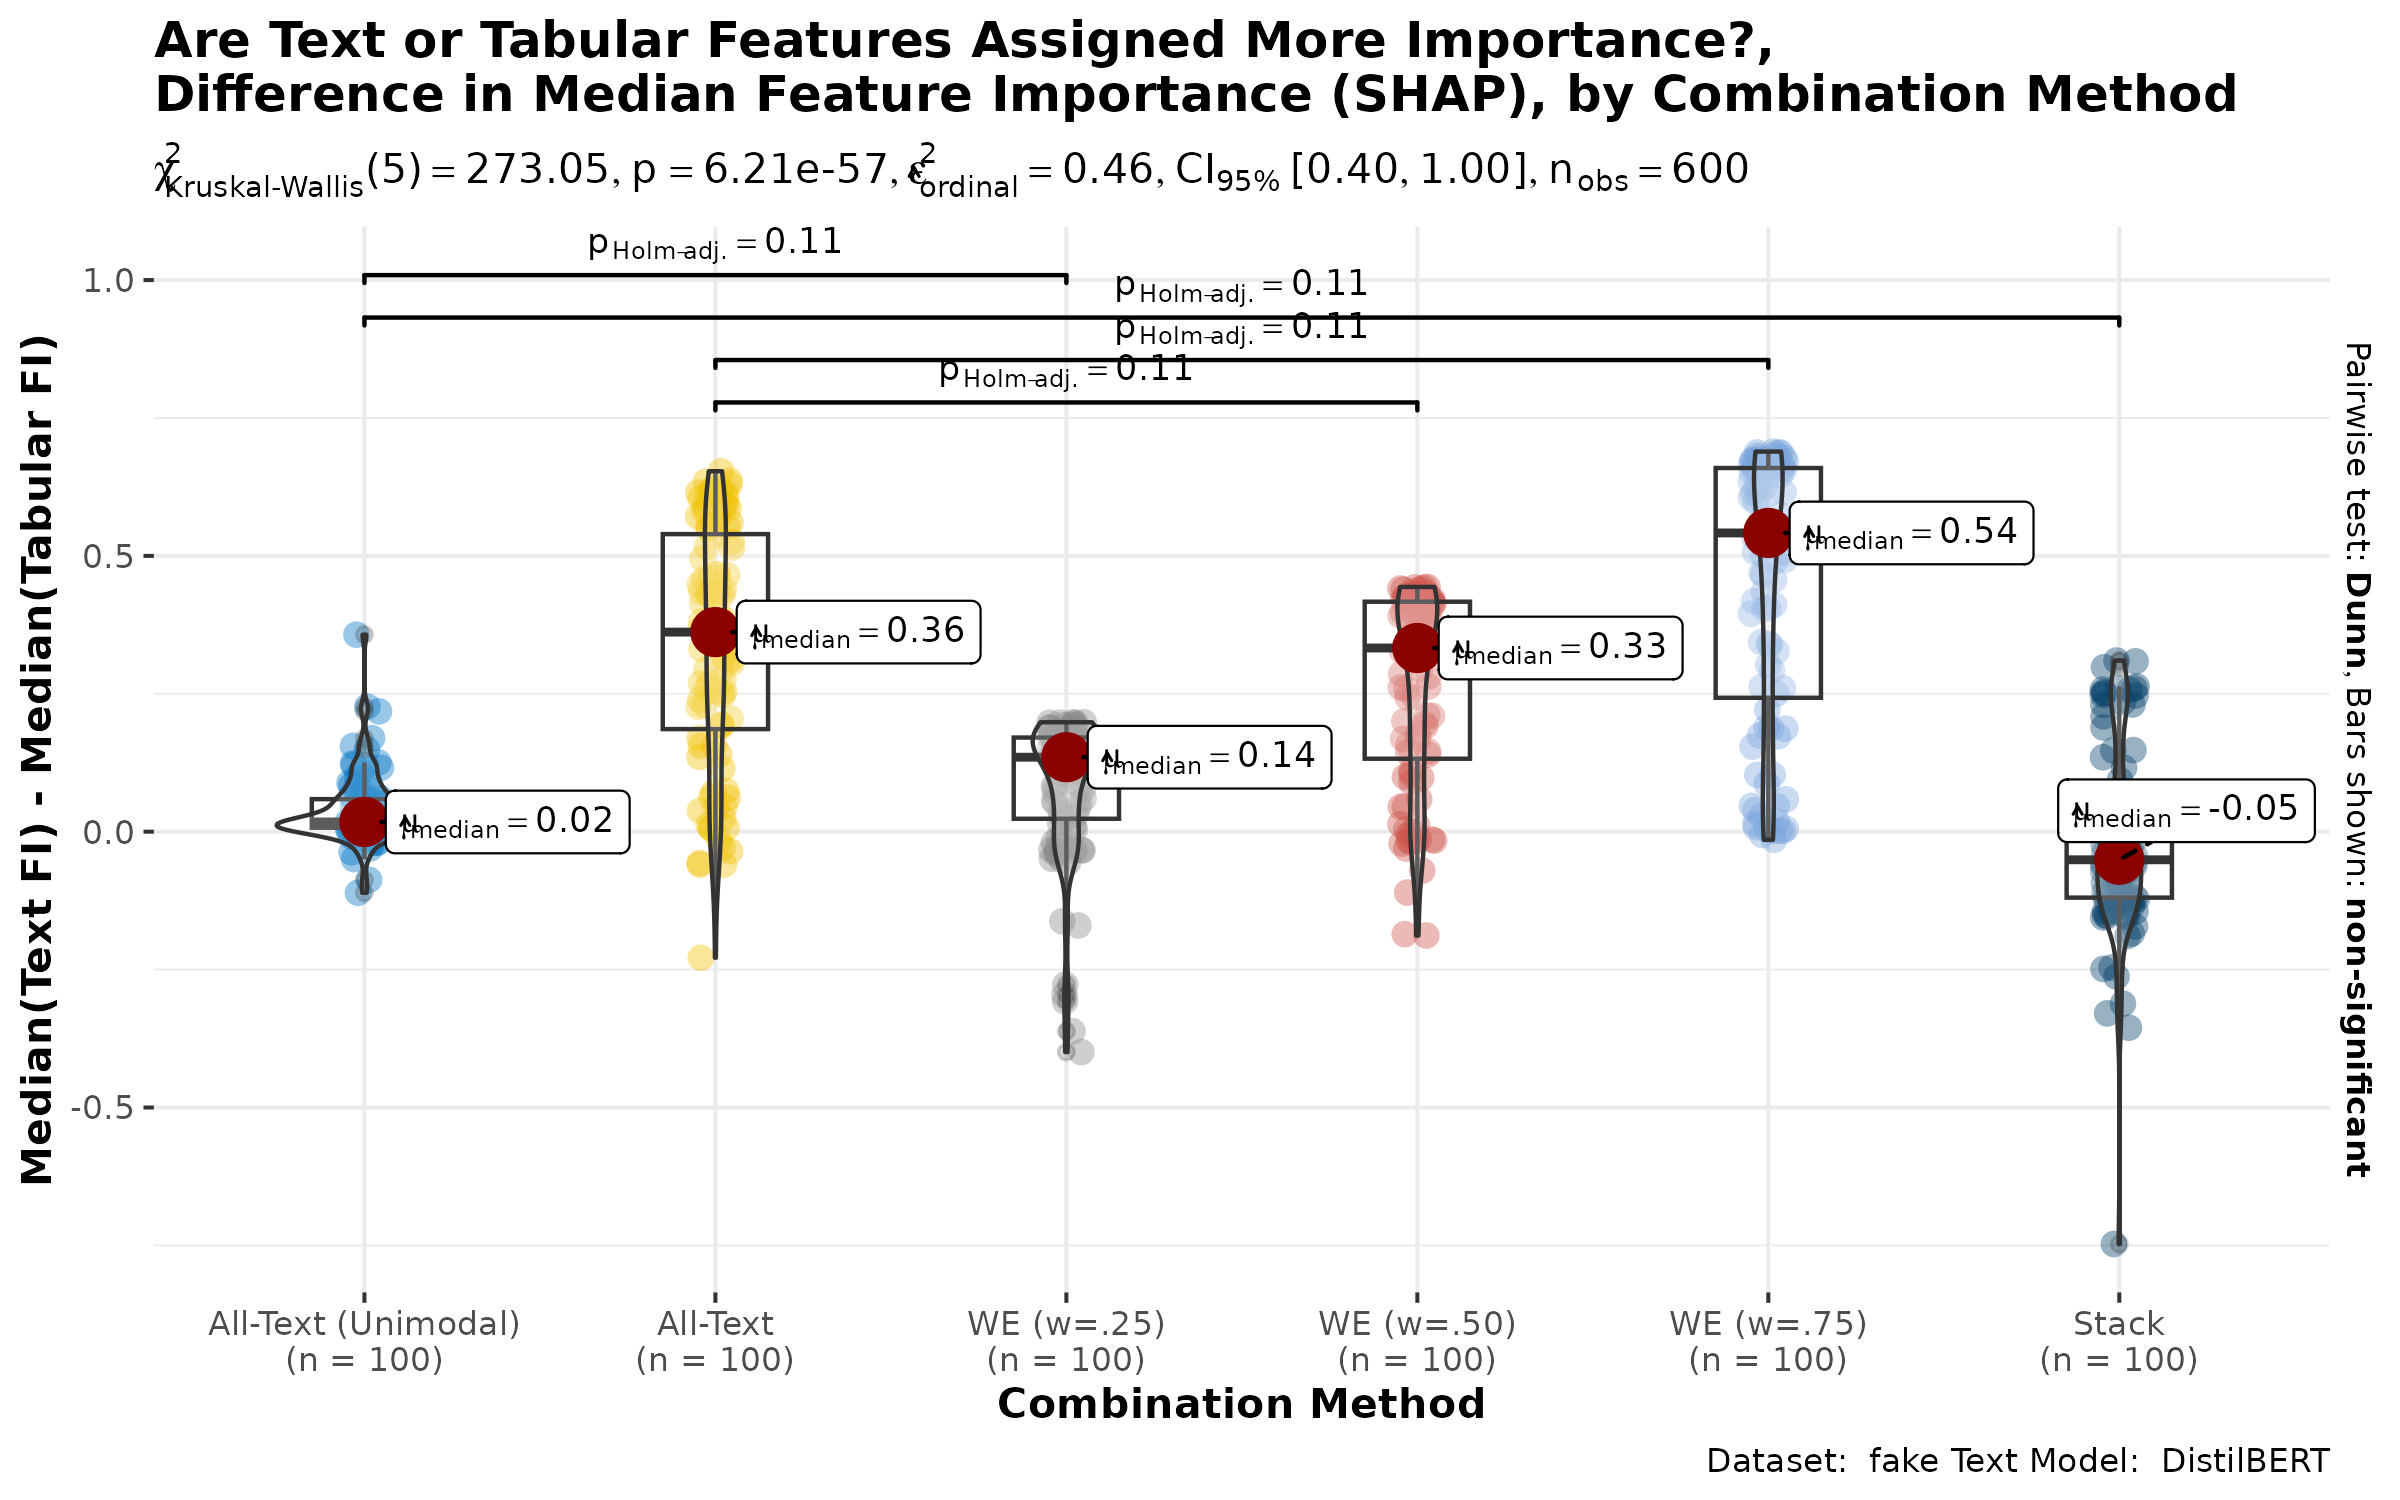 Are Text or Tabular Features Assigned More Importance?,
Difference in Median Feature Importance (SHAP), by Combination Method
χ²Kruskal-Wallis(5) = 273.05, p = 6.21e-57, ε̂²ordinal = 0.46, CI95% [0.40, 1.00], nobs = 600
pHolm-adj. = 0.11
pHolm-adj. = 0.11
pHolm-adj. = 0.11
pHolm-adj. = 0.11
Median(Text FI) - Median(Tabular FI)
1.0
0.5
0.0
-0.5
μ̂median = 0.02
μ̂median = 0.36
μ̂median = 0.14
μ̂median = 0.33
μ̂median = 0.54
μ̂median = -0.05
Pairwise test: Dunn, Bars shown: non-significant
All-Text (Unimodal)
(n = 100)
All-Text
(n = 100)
WE (w=.25)
(n = 100)
WE (w=.50)
(n = 100)
WE (w=.75)
(n = 100)
Stack
(n = 100)
Combination Method
Dataset:  fake Text Model:  DistilBERT